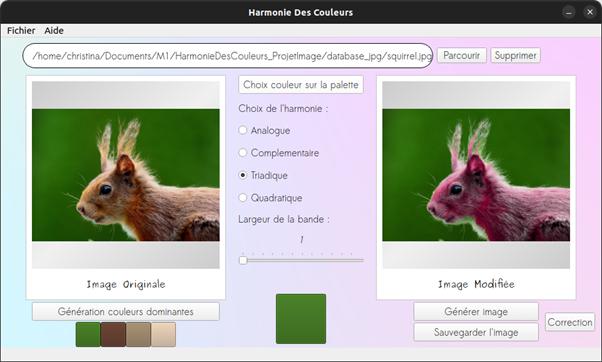 Harmonie Des Couleurs
Fichier Aide
/home/christina/Documents/M1/HarmonieDesCouleurs_ProjetImage/database_jpg/squirrel.jpg Parcourir Supprimer
Choix couleur sur la palette
Choix de l'harmonie :
Analogue
Complementaire
Triadique
Quadratique
Largeur de la bande :
1
Image Originale
Image Modifiée
Génération couleurs dominantes
Générer image
Sauvegarder l'image
Correction